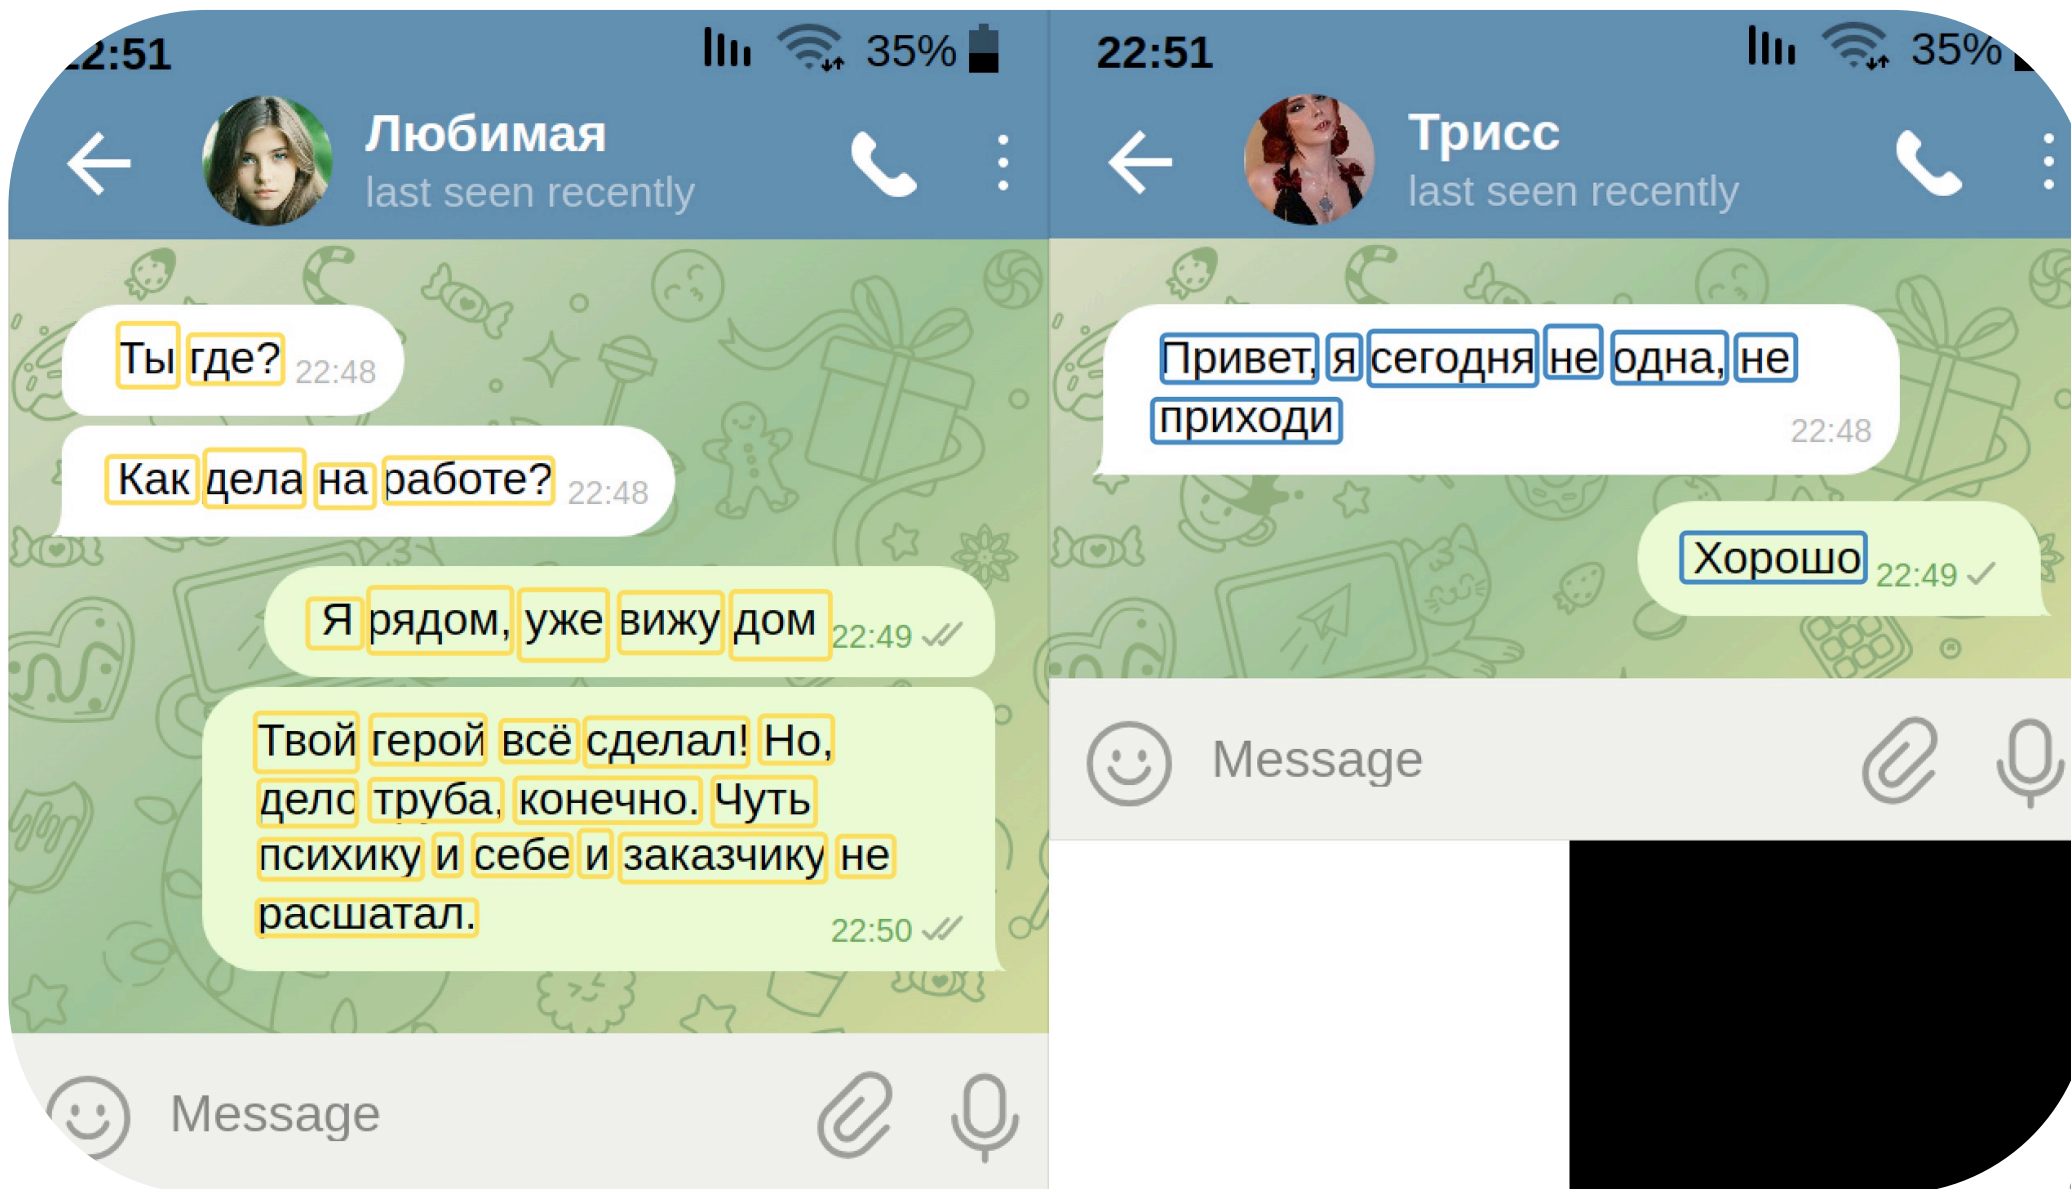 22:51
35%
Любимая
last seen recently
Ты где? 22:48
Как дела на работе? 22:48
Я рядом, уже вижу дом 22:49
Твой герой всё сделал! Но,
дело труба, конечно. Чуть
психику и себе и заказчику не
расшатал.
22:50
Message
22:51
35%
Трисс
last seen recently
Привет, я сегодня не одна, не
приходи
22:48
Хорошо 22:49
Message